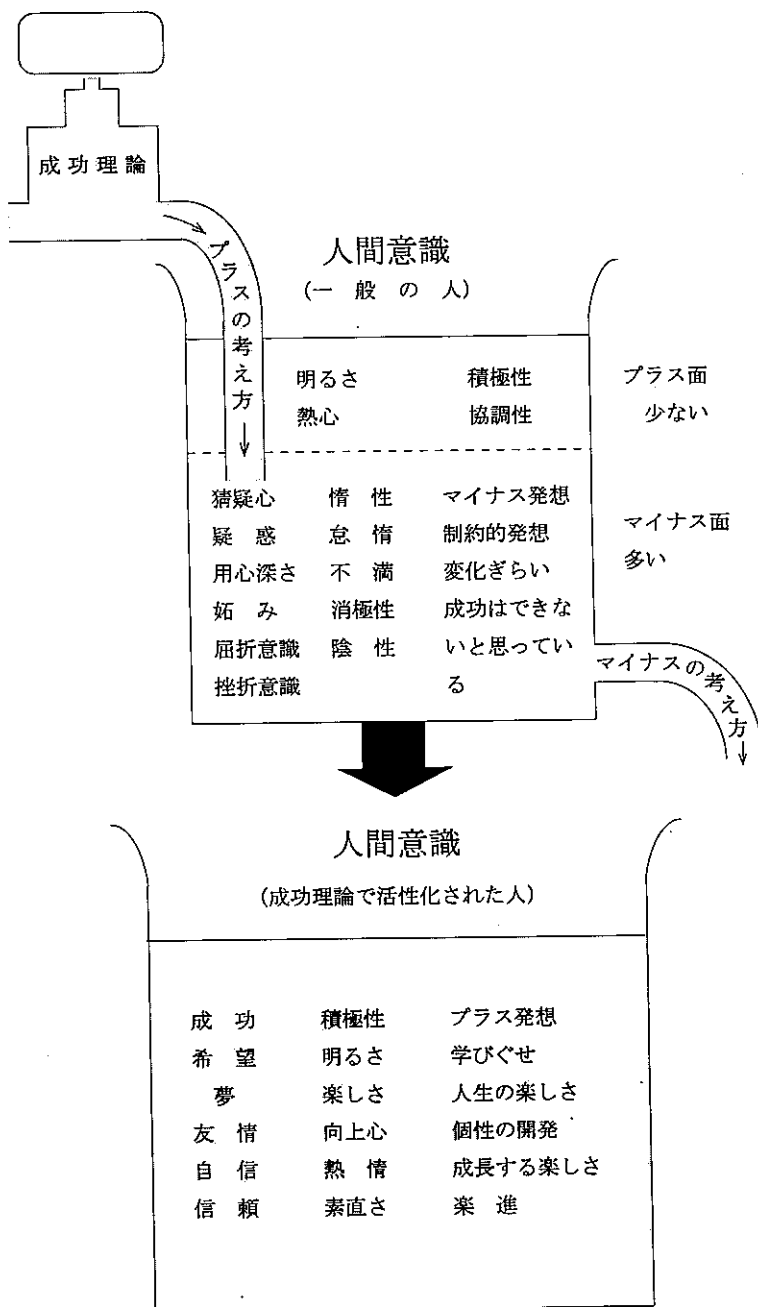 成功理論
プラスの考え方
人間意識
(一般の人)
明るさ 積極性
熱心 協調性
プラス面
少ない
猜疑心 惰性 マイナス発想
疑惑 怠惰 制約的発想
用心深さ 不満 変化ぎらい
妬み 消極性 成功はできな
屈折意識 陰性 いと思ってい
挫折意識 る
マイナス面
多い
マイナスの考え方
人間意識
(成功理論で活性化された人)
成功 積極性 プラス発想
希望 明るさ 学びぐせ
夢 楽しさ 人生の楽しさ
友情 向上心 個性の開発
自信 熱情 成長する楽しさ
信頼 素直さ 楽進